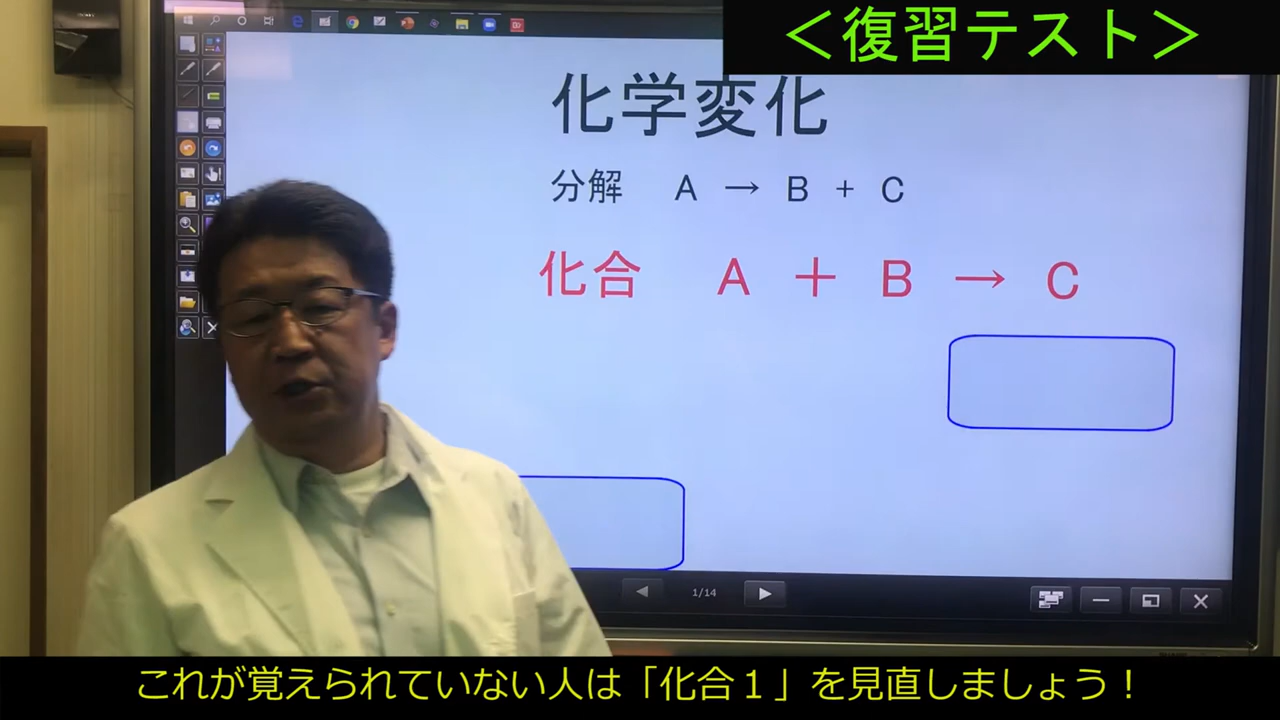 ＜復習テスト＞
化学変化
分解 A → B + C
化合 A ＋ B → C
1/14
これが覚えられていない人は「化合１」を見直しましょう！